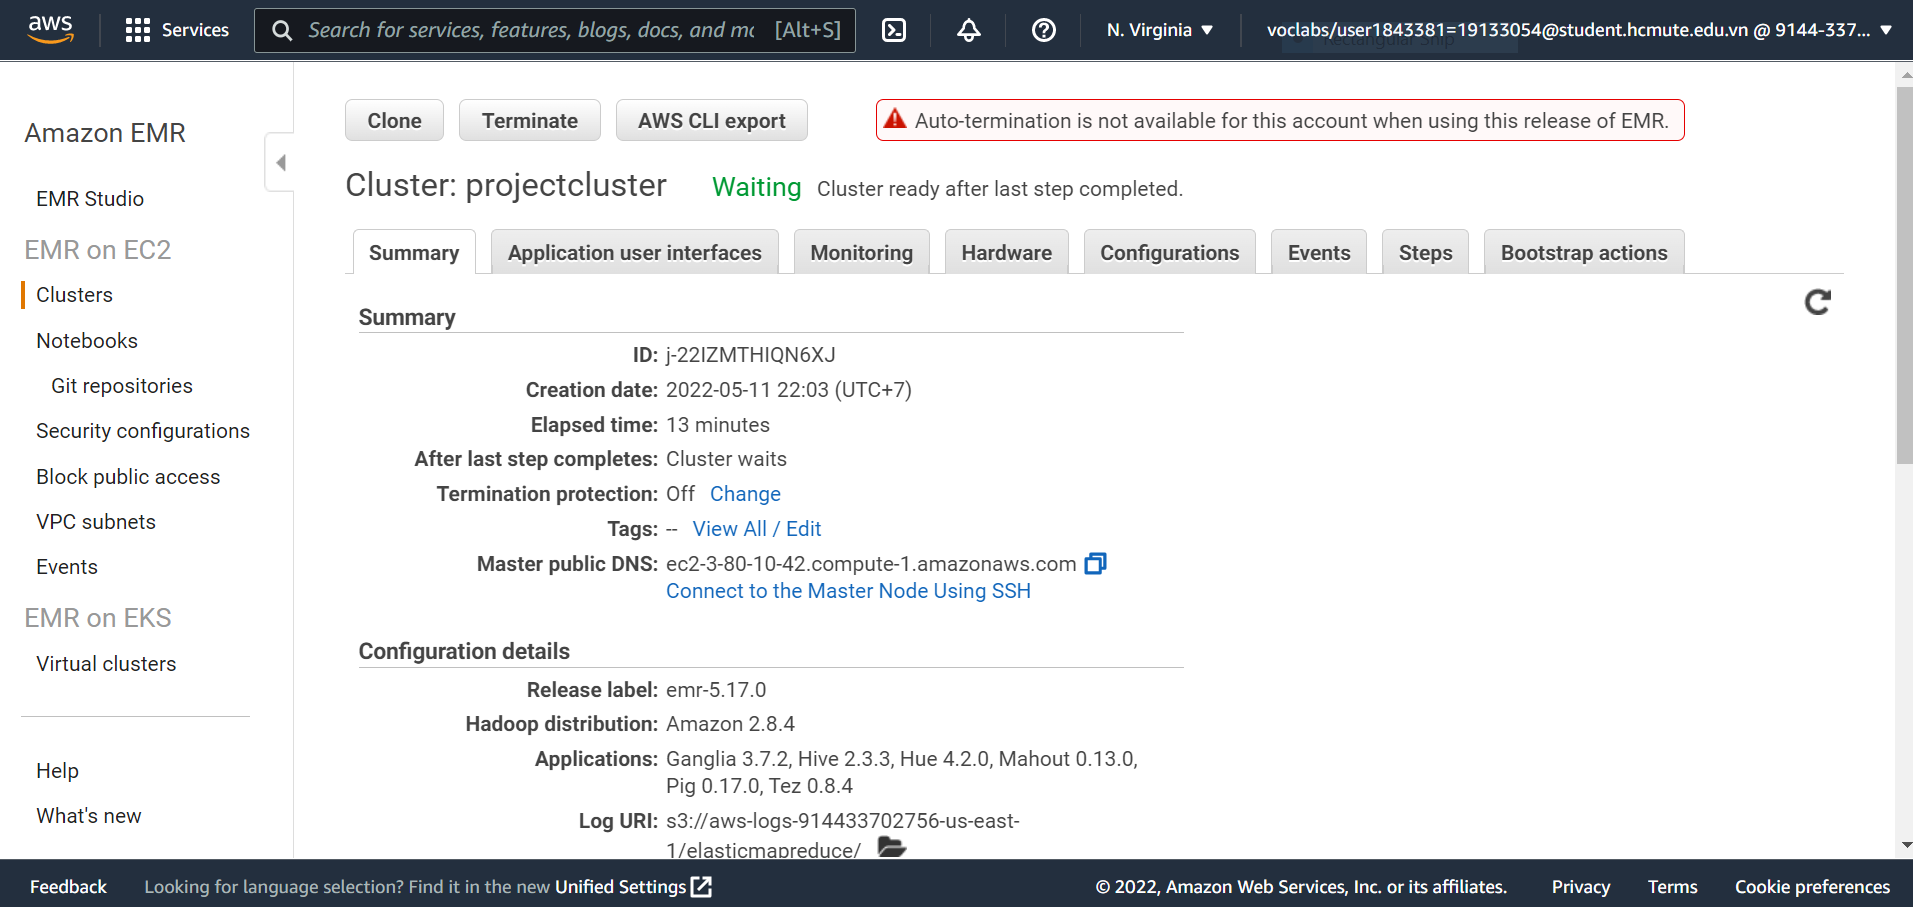 aws
Services
Search for services, features, blogs, docs, and mc [Alt+S]
N. Virginia
voclabs/user1843381=19133054@student.hcmute.edu.vn @ 9144-337...
Rectangular Snip
Amazon EMR
EMR Studio
EMR on EC2
Clusters
Notebooks
Git repositories
Security configurations
Block public access
VPC subnets
Events
EMR on EKS
Virtual clusters
Help
What's new
Clone
Terminate
AWS CLI export
Auto-termination is not available for this account when using this release of EMR.
Cluster: projectcluster
Waiting
Cluster ready after last step completed.
Summary
Application user interfaces
Monitoring
Hardware
Configurations
Events
Steps
Bootstrap actions
Summary
ID: j-22IZMTHIQN6XJ
Creation date: 2022-05-11 22:03 (UTC+7)
Elapsed time: 13 minutes
After last step completes: Cluster waits
Termination protection: Off Change
Tags: -- View All / Edit
Master public DNS: ec2-3-80-10-42.compute-1.amazonaws.com
Connect to the Master Node Using SSH
Configuration details
Release label: emr-5.17.0
Hadoop distribution: Amazon 2.8.4
Applications: Ganglia 3.7.2, Hive 2.3.3, Hue 4.2.0, Mahout 0.13.0,
Pig 0.17.0, Tez 0.8.4
Log URI: s3://aws-logs-914433702756-us-east-
1/elasticmapreduce/
Feedback
Looking for language selection? Find it in the new Unified Settings
© 2022, Amazon Web Services, Inc. or its affiliates.
Privacy
Terms
Cookie preferences